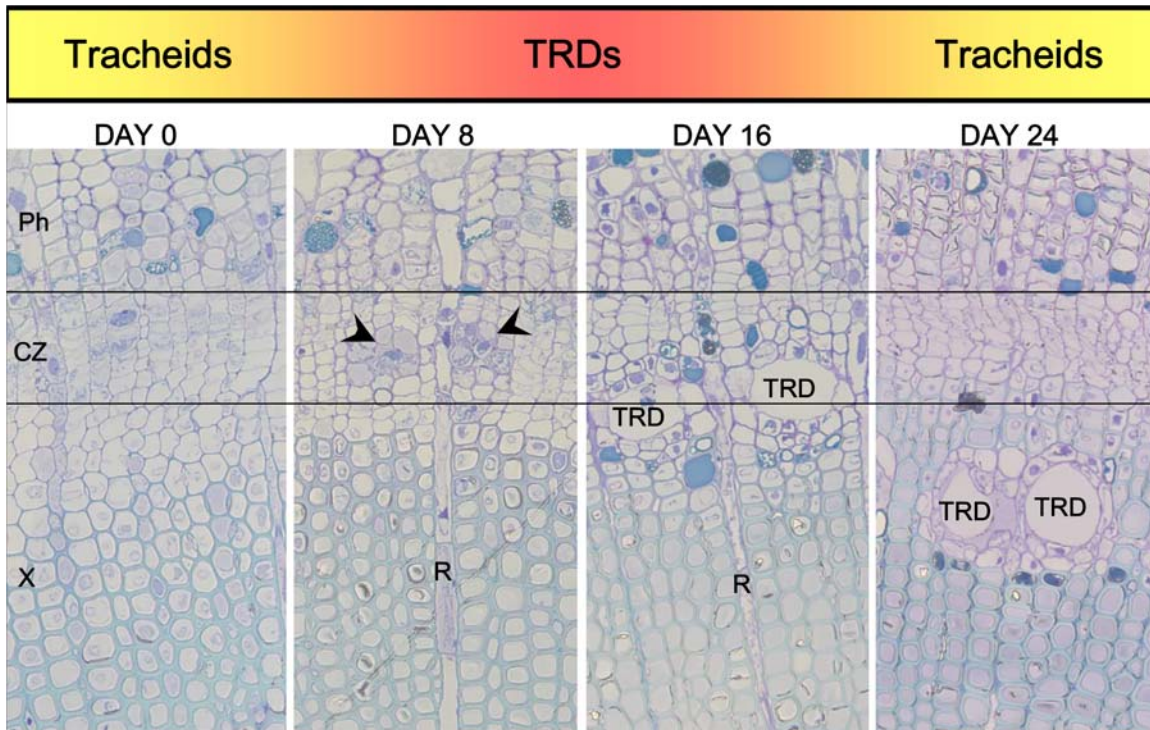 Tracheids TRDs Tracheids
DAY 0 DAY 8 DAY 16 DAY 24
Ph
CZ
TRD
TRD
TRD TRD
X
R
R